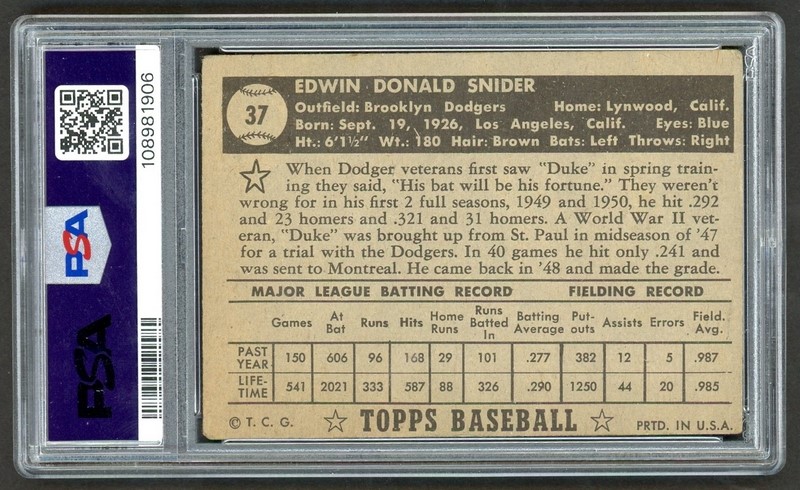 PSA
PSA
108981906
37
EDWIN DONALD SNIDER
Outfield: Brooklyn Dodgers Home: Lynwood, Calif.
Born: Sept. 19, 1926, Los Angeles, Calif. Eyes: Blue
Ht.: 6'1½" Wt.: 180 Hair: Brown Bats: Left Throws: Right
When Dodger veterans first saw "Duke" in spring train-
ing they said, "His bat will be his fortune." They weren't
wrong for in his first 2 full seasons, 1949 and 1950, he hit .292
and 23 homers and .321 and 31 homers. A World War II vet-
eran, "Duke" was brought up from St. Paul in midseason of '47
for a trial with the Dodgers. In 40 games he hit only .241 and
was sent to Montreal. He came back in '48 and made the grade.
MAJOR LEAGUE BATTING RECORD FIELDING RECORD
Games At Bat Runs Hits Home Runs Runs Batted In Batting Average Put-outs Assists Errors Field. Avg.
PAST YEAR 150 606 96 168 29 101 .277 382 12 5 .987
LIFE-TIME 541 2021 333 587 88 326 .290 1250 44 20 .985
© T. C. G. ☆ TOPPS BASEBALL ☆ PRTD. IN U.S.A.